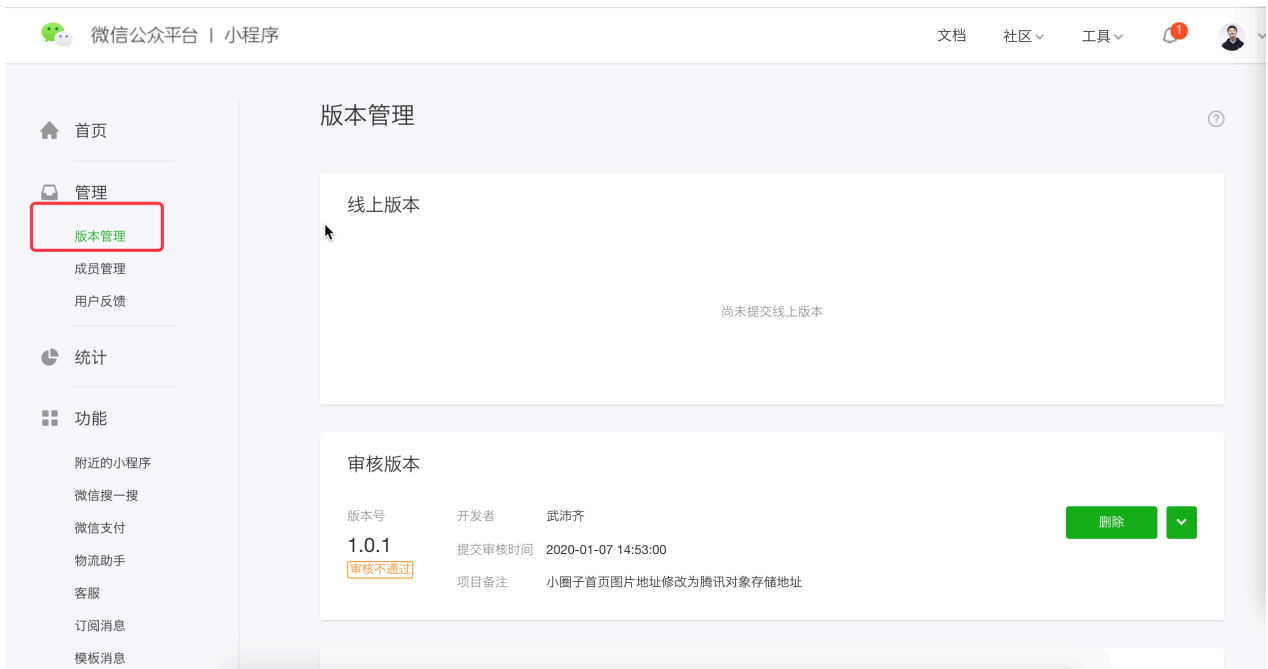 微信公众平台 | 小程序
文档 社区 工具 1
首页
管理
版本管理
成员管理
用户反馈
统计
功能
附近的小程序
微信搜一搜
微信支付
物流助手
客服
订阅消息
模板消息
版本管理
?
线上版本
尚未提交线上版本
审核版本
版本号
1.0.1
审核不通过
开发者 武沛齐
提交审核时间 2020-01-07 14:53:00
项目备注 小圈子首页图片地址修改为腾讯对象存储地址
删除